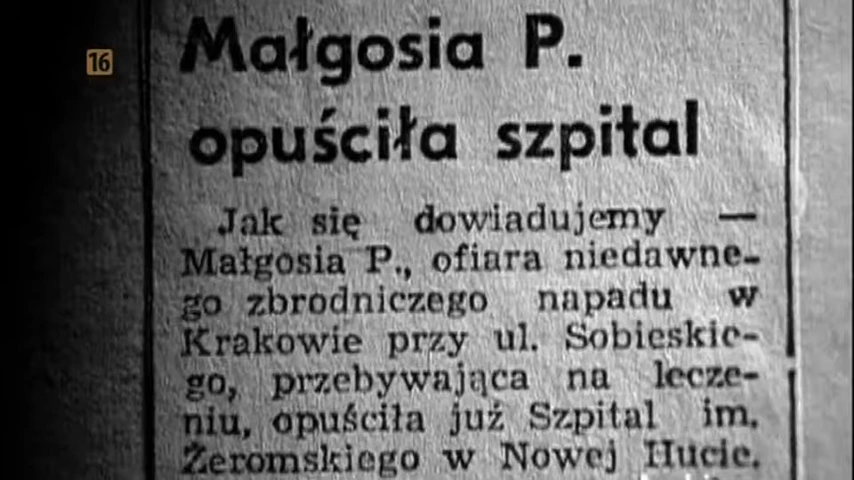 16
Małgosia P.
opuściła szpital
Jak się dowiadujemy —
Małgosia P., ofiara niedawne-
go zbrodniczego napadu w
Krakowie przy ul. Sobieskie-
go, przebywająca na lecze-
niu, opuściła już Szpital im.
Żeromskiego w Nowej Hucie.